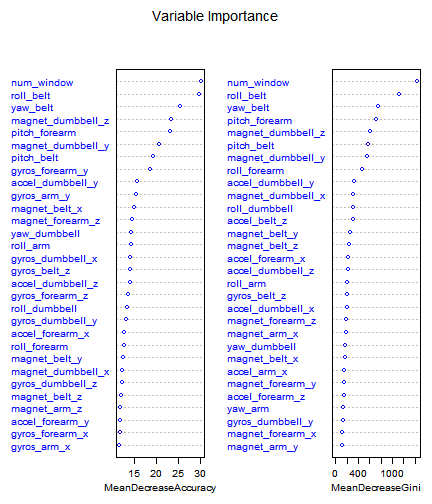 Variable Importance
num_window
roll_belt
yaw_belt
magnet_dumbbell_z
pitch_forearm
magnet_dumbbell_y
pitch_belt
gyros_forearm_y
accel_dumbbell_y
gyros_arm_y
magnet_belt_x
magnet_forearm_z
yaw_dumbbell
roll_arm
gyros_dumbbell_x
gyros_belt_z
accel_dumbbell_z
gyros_forearm_z
roll_dumbbell
gyros_dumbbell_y
accel_forearm_x
roll_forearm
magnet_belt_y
magnet_dumbbell_x
gyros_dumbbell_z
magnet_belt_z
magnet_arm_z
accel_forearm_y
gyros_forearm_x
gyros_arm_x
15 20 25 30
MeanDecreaseAccuracy
num_window
roll_belt
yaw_belt
pitch_forearm
magnet_dumbbell_z
pitch_belt
magnet_dumbbell_y
roll_forearm
accel_dumbbell_y
magnet_dumbbell_x
roll_dumbbell
accel_belt_z
magnet_belt_y
magnet_belt_z
accel_forearm_x
accel_dumbbell_z
roll_arm
gyros_belt_z
accel_dumbbell_x
magnet_forearm_z
magnet_arm_x
yaw_dumbbell
magnet_belt_x
accel_arm_x
magnet_forearm_y
accel_forearm_z
yaw_arm
gyros_dumbbell_y
magnet_forearm_x
magnet_arm_y
0 400 1000
MeanDecreaseGini